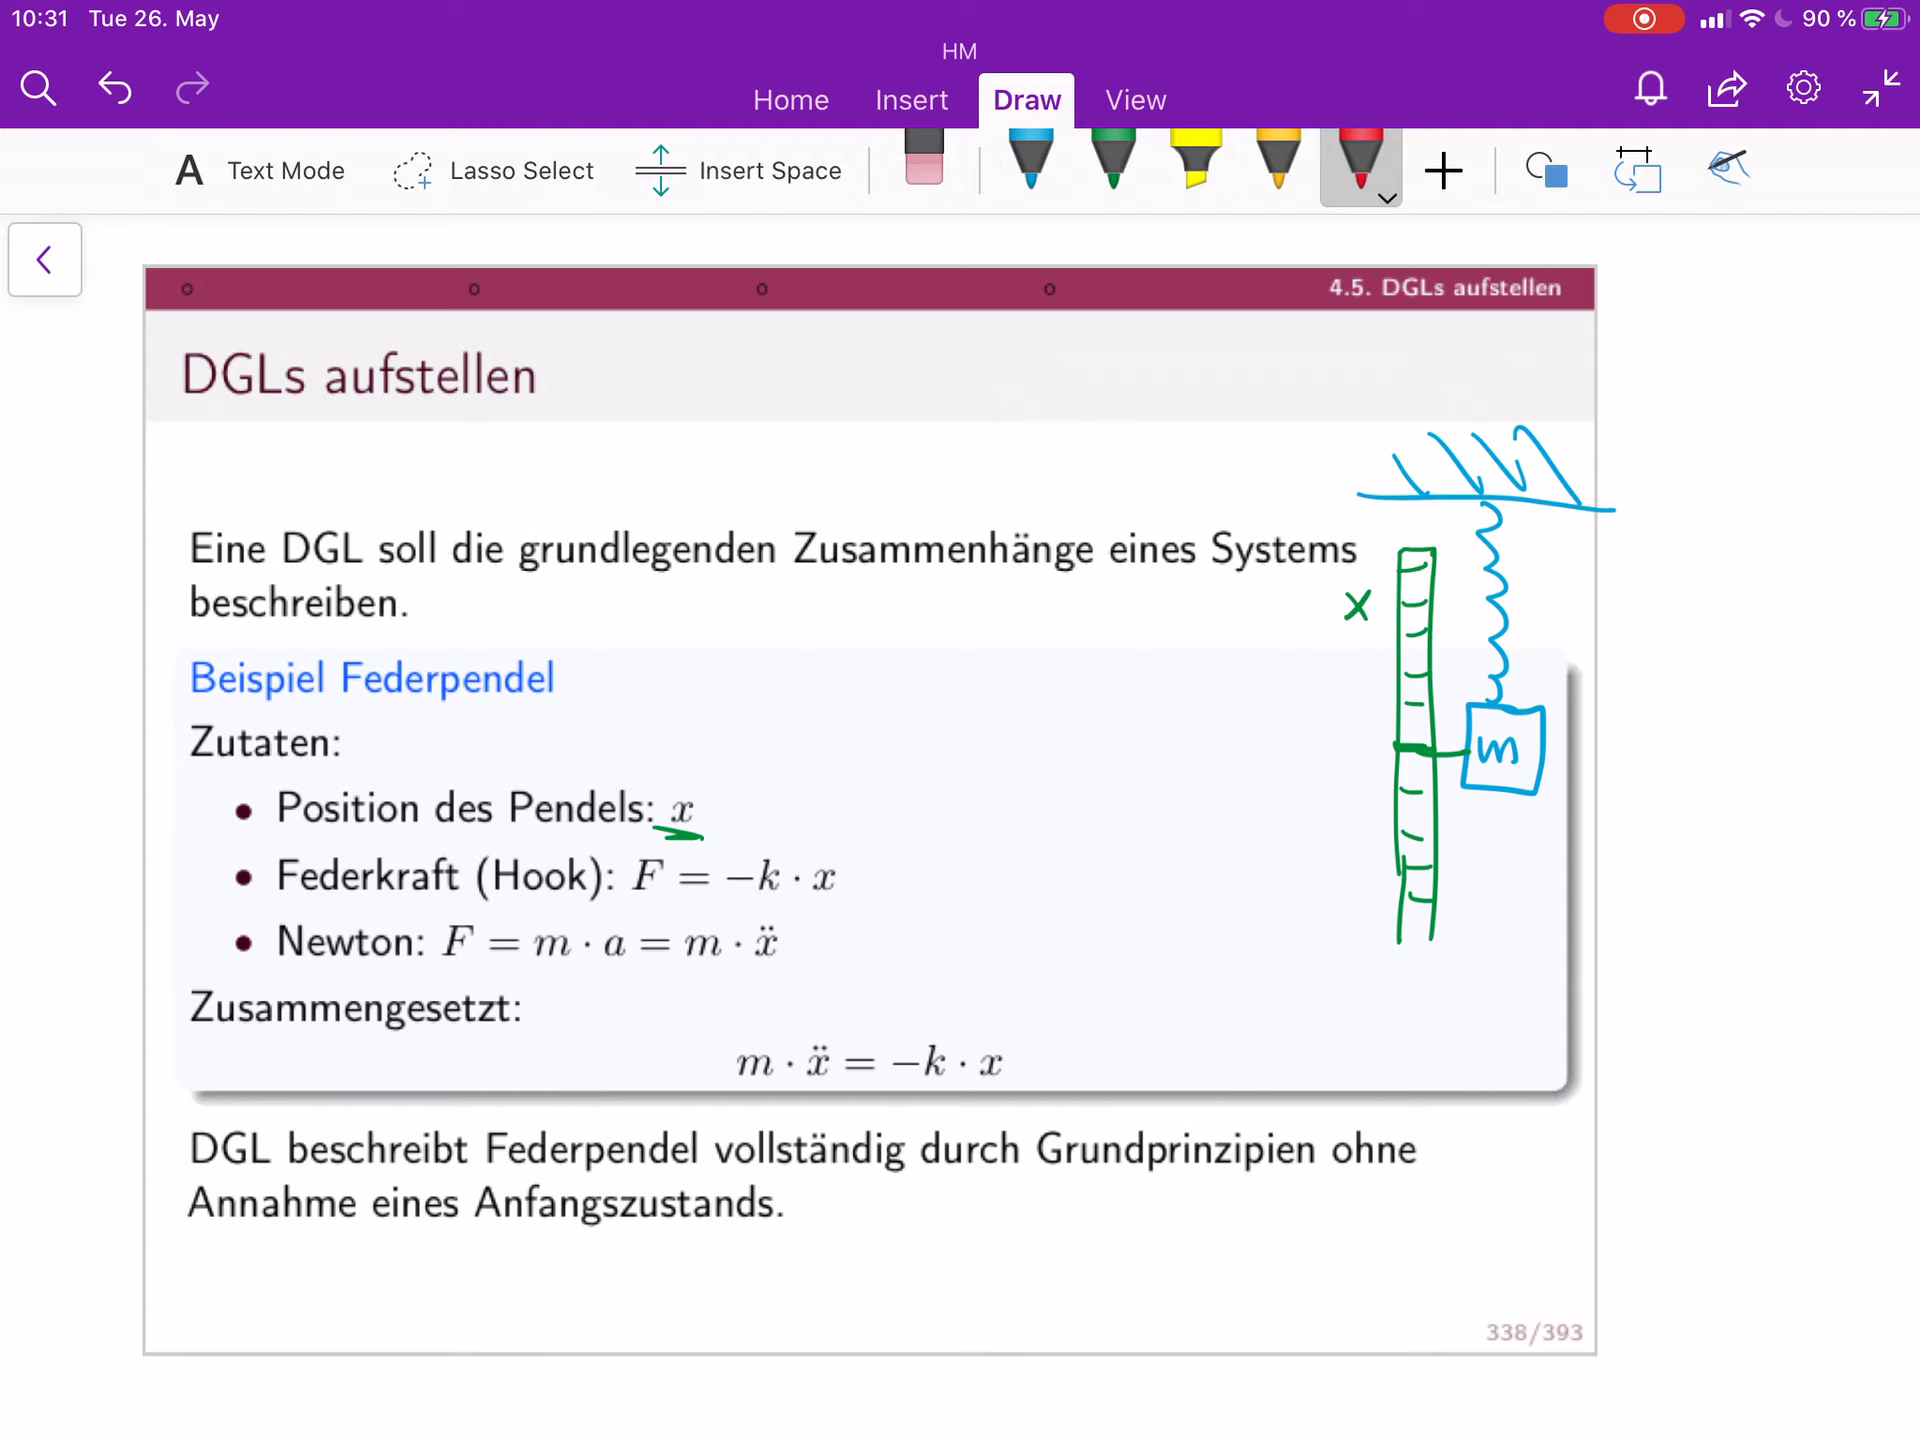 10:31 Tue 26. May
90 %
HM
Home Insert Draw View
A Text Mode Lasso Select Insert Space
4.5. DGLs aufstellen
DGLs aufstellen
Eine DGL soll die grundlegenden Zusammenhänge eines Systems
beschreiben.
x
Beispiel Federpendel
Zutaten:
m
• Position des Pendels: x
• Federkraft (Hook): F = −k · x
• Newton: F = m · a = m · ẍ
Zusammengesetzt:
m · ẍ = −k · x
DGL beschreibt Federpendel vollständig durch Grundprinzipien ohne
Annahme eines Anfangszustands.
338/393